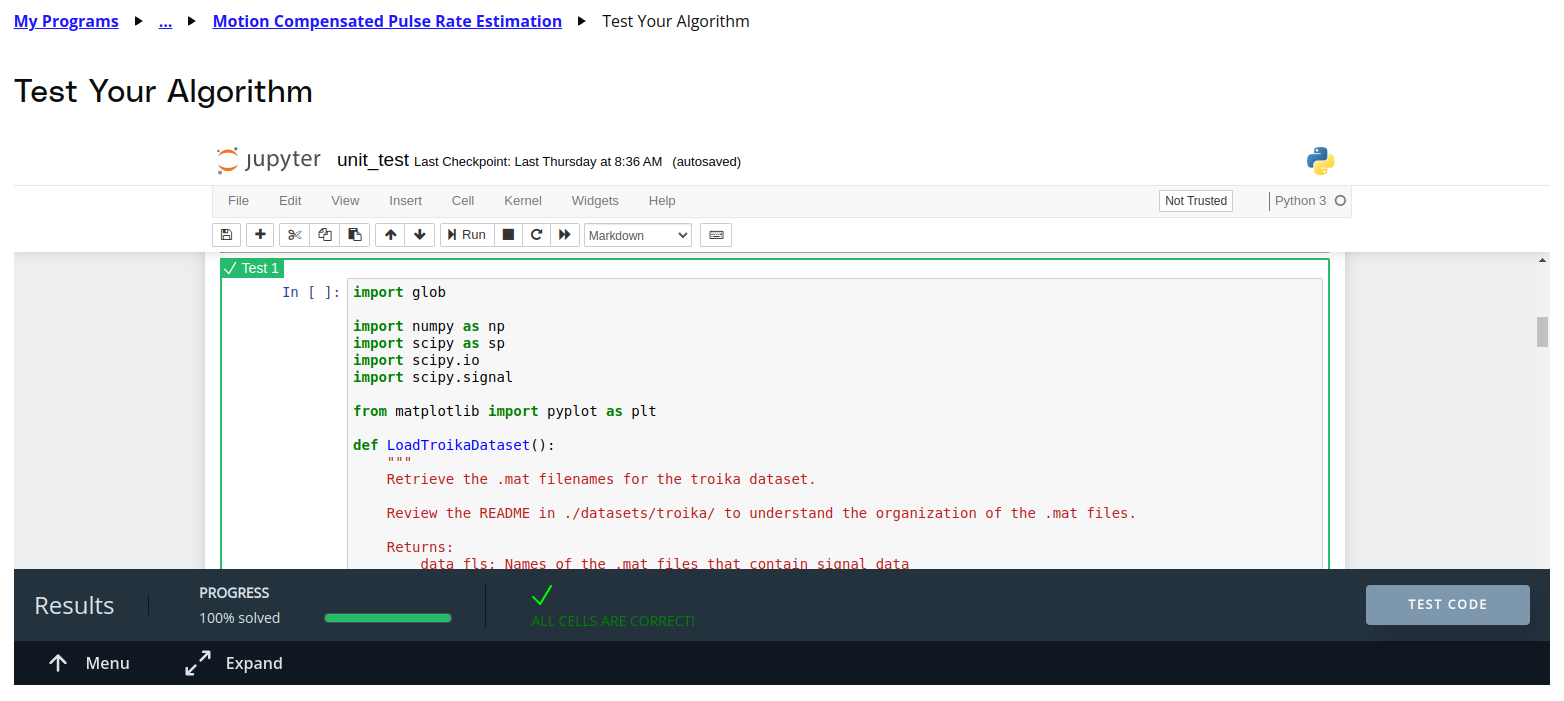 My Programs ... Motion Compensated Pulse Rate Estimation Test Your Algorithm
Test Your Algorithm
jupyter unit_test Last Checkpoint: Last Thursday at 8:36 AM (autosaved)
File Edit View Insert Cell Kernel Widgets Help Not Trusted Python 3
Run Markdown
Test 1
In [ ]: import glob
import numpy as np
import scipy as sp
import scipy.io
import scipy.signal
from matplotlib import pyplot as plt
def LoadTroikaDataset():
"""
Retrieve the .mat filenames for the troika dataset.
Review the README in ./datasets/troika/ to understand the organization of the .mat files.
Returns:
data_fls: Names of the .mat files that contain signal data
Results PROGRESS
100% solved
ALL CELLS ARE CORRECT!
TEST CODE
Menu Expand